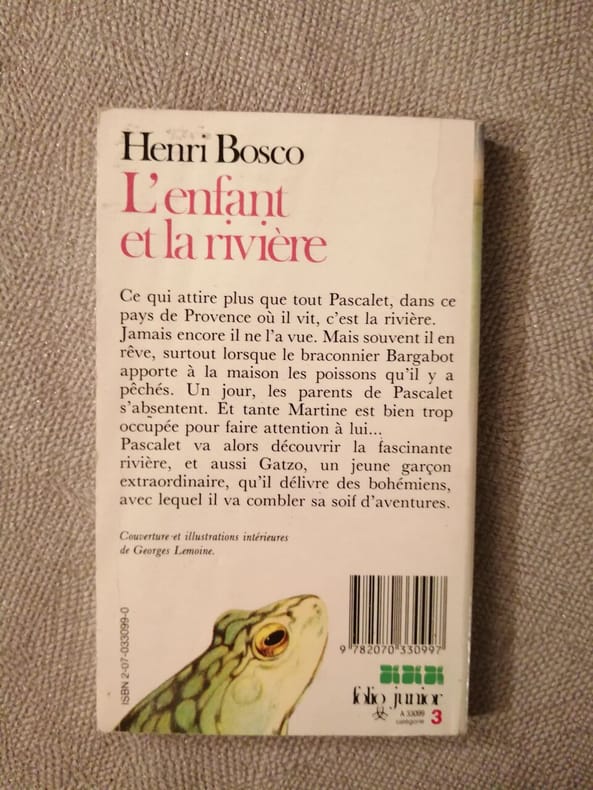 Henri Bosco
L'enfant
et la rivière
Ce qui attire plus que tout Pascalet, dans ce
pays de Provence où il vit, c'est la rivière.
Jamais encore il ne l'a vue. Mais souvent il en
rêve, surtout lorsque le braconnier Bargabot
apporte à la maison les poissons qu'il y a
pêchés. Un jour, les parents de Pascalet
s'absentent. Et tante Martine est bien trop
occupée pour faire attention à lui...
Pascalet va alors découvrir la fascinante
rivière, et aussi Gatzo, un jeune garçon
extraordinaire, qu'il délivre des bohémiens,
avec lequel il va combler sa soif d'aventures.
Couverture et illustrations intérieures
de Georges Lemoine.
ISBN 2-07-033099-0
9 782070 330997
folio junior
A 33099
catégorie 3